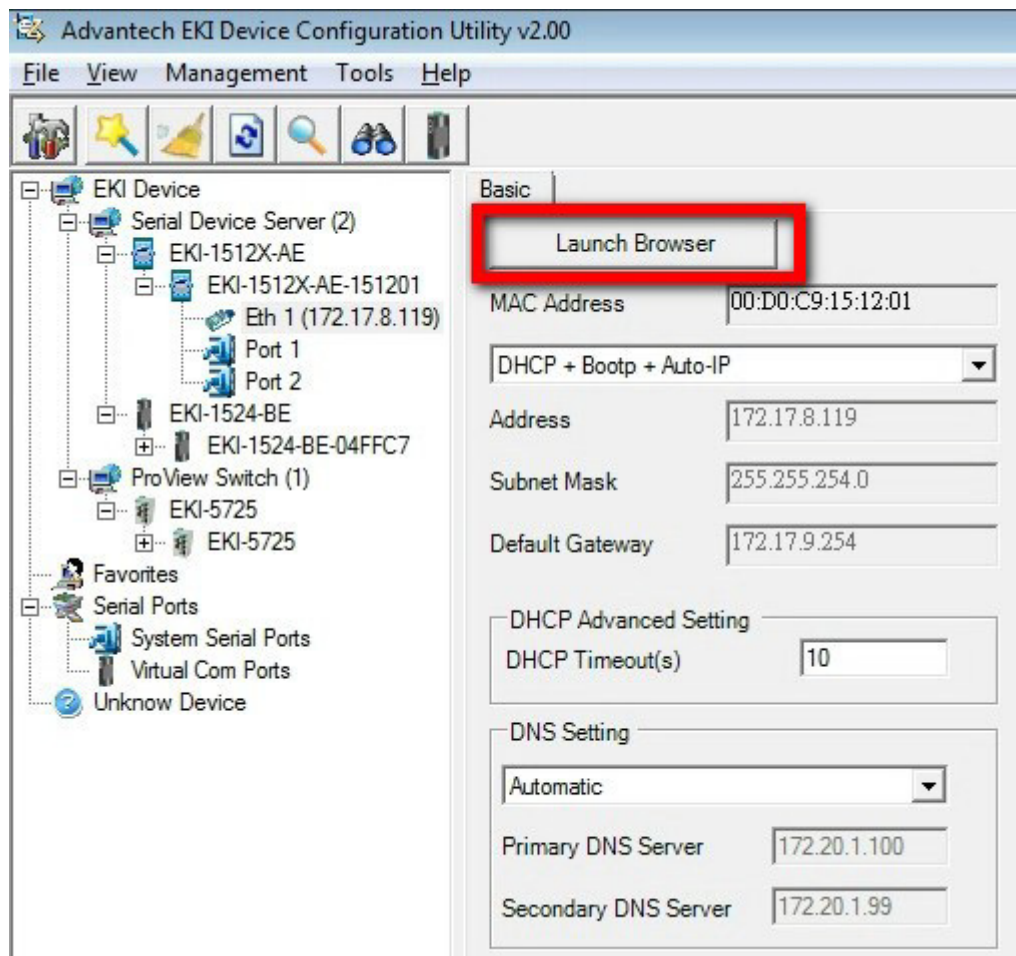 Advantech EKI Device Configuration Utility v2.00
File View Management Tools Help
EKI Device
Serial Device Server (2)
EKI-1512X-AE
EKI-1512X-AE-151201
Eth 1 (172.17.8.119)
Port 1
Port 2
EKI-1524-BE
EKI-1524-BE-04FFC7
ProView Switch (1)
EKI-5725
EKI-5725
Favorites
Serial Ports
System Serial Ports
Virtual Com Ports
Unknow Device
Basic
Launch Browser
MAC Address 00:D0:C9:15:12:01
DHCP + Bootp + Auto-IP
Address 172.17.8.119
Subnet Mask 255.255.254.0
Default Gateway 172.17.9.254
DHCP Advanced Setting
DHCP Timeout(s) 10
DNS Setting
Automatic
Primary DNS Server 172.20.1.100
Secondary DNS Server 172.20.1.99